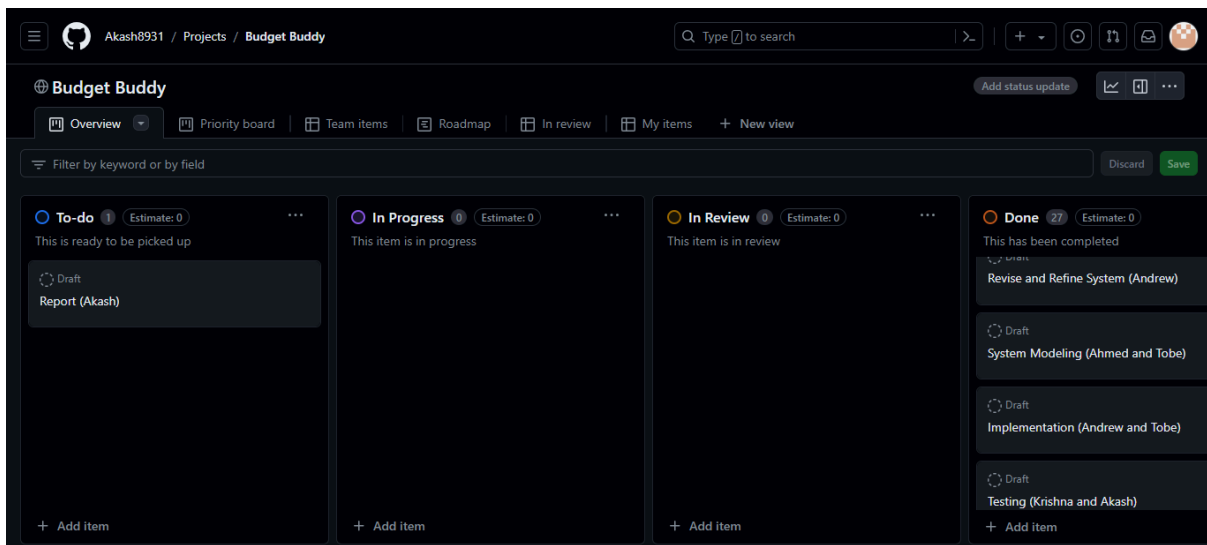 Akash8931 / Projects / Budget Buddy
Type / to search
Budget Buddy
Add status update
Overview
Priority board
Team items
Roadmap
In review
My items
+ New view
Filter by keyword or by field
Discard
Save
To-do 1 Estimate: 0
This is ready to be picked up
Draft
Report (Akash)
+ Add item
In Progress 0 Estimate: 0
This item is in progress
+ Add item
In Review 0 Estimate: 0
This item is in review
+ Add item
Done 27 Estimate: 0
This has been completed
Draft
Revise and Refine System (Andrew)
Draft
System Modeling (Ahmed and Tobe)
Draft
Implementation (Andrew and Tobe)
Draft
Testing (Krishna and Akash)
+ Add item